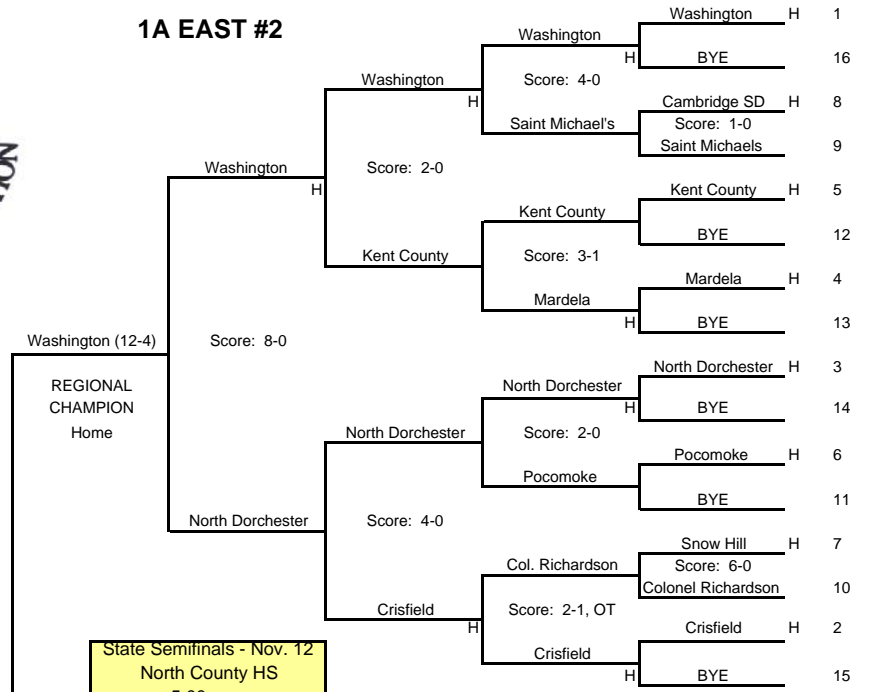 1A EAST #2
Washington H 1
Washington
H BYE 16
Washington
H Score: 4-0
Cambridge SD H 8
Saint Michael's Score: 1-0
Saint Michaels 9
Washington
H Score: 2-0
Kent County H 5
Kent County
BYE 12
Kent County Score: 3-1
Mardela H 4
Mardela
H BYE 13
Washington (12-4) Score: 8-0
REGIONAL
CHAMPION
Home
North Dorchester H 3
North Dorchester
H BYE 14
North Dorchester Score: 2-0
Pocomoke H 6
Pocomoke
BYE 11
North Dorchester Score: 4-0
Snow Hill H 7
Col. Richardson Score: 6-0
Colonel Richardson 10
Crisfield
H Score: 2-1, OT
Crisfield H 2
Crisfield
H BYE 15
State Semifinals - Nov. 12
North County HS